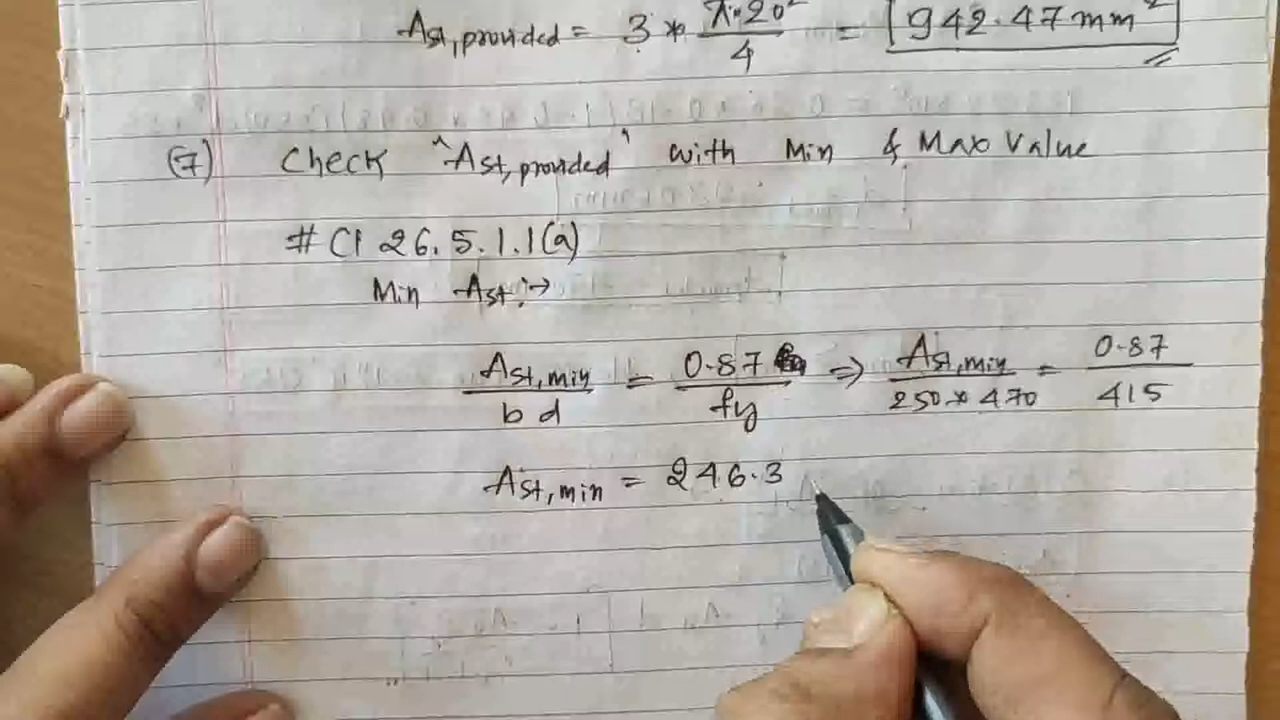 Ast,provided = 3 * π*20² / 4 = 942.47 mm²
(7) Check "Ast,provided" with Min & Max Value
# Cl 26.5.1.1(a)
Min Ast :→
Ast,min / b d = 0.87 / fy ⇒ Ast,min / 250 * 470 = 0.87 / 415
Ast,min = 246.3